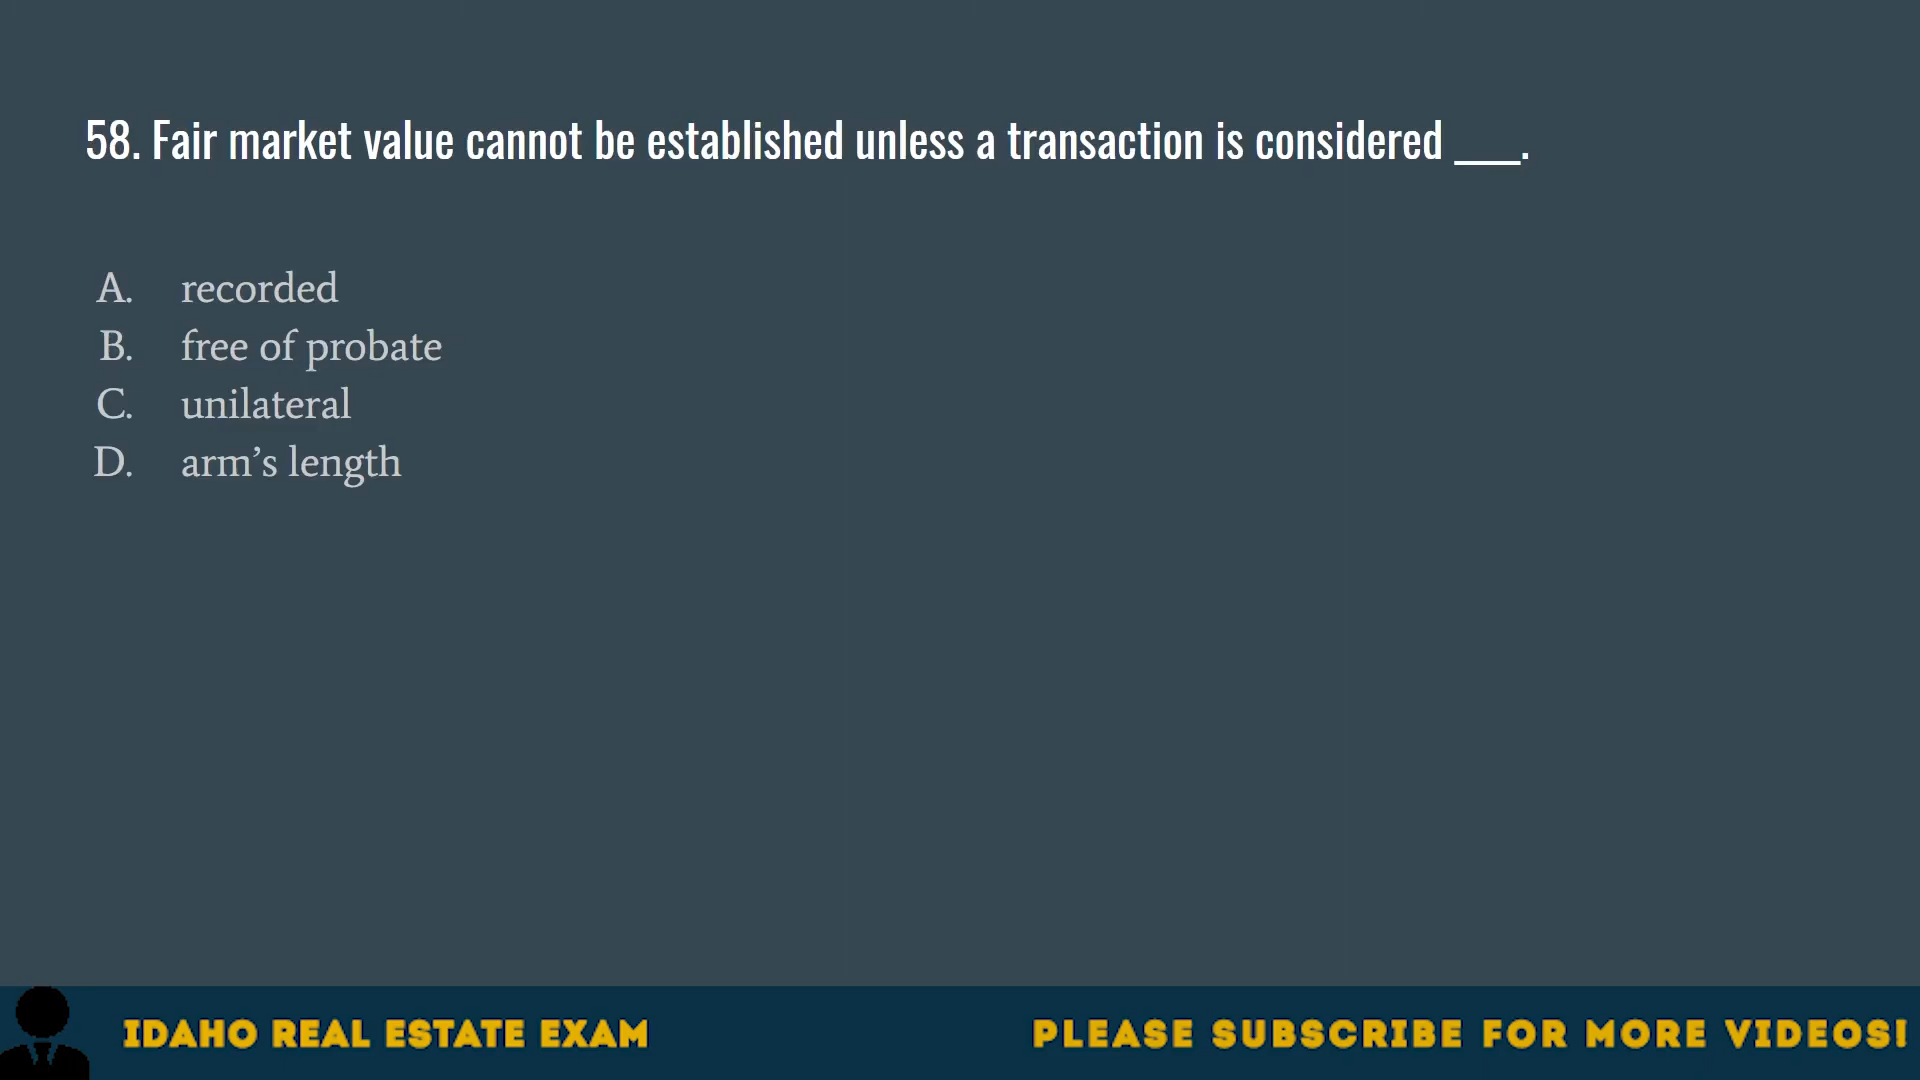 58. Fair market value cannot be established unless a transaction is considered ____.
A. recorded
B. free of probate
C. unilateral
D. arm’s length
IDAHO REAL ESTATE EXAM
PLEASE SUBSCRIBE FOR MORE VIDEOS!